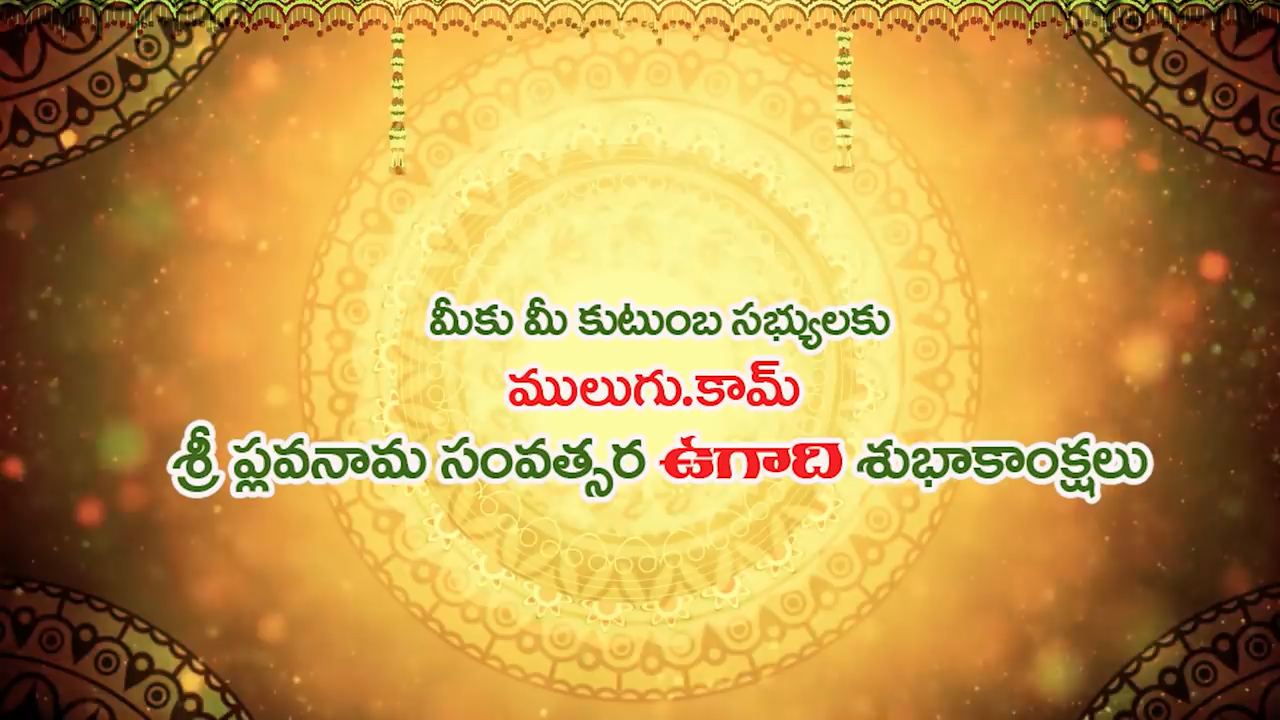 మీకు మీ కుటుంబ సభ్యులకు
ములుగు.కామ్
శ్రీ ప్లవనామ సంవత్సర ఉగాది శుభాకాంక్షలు